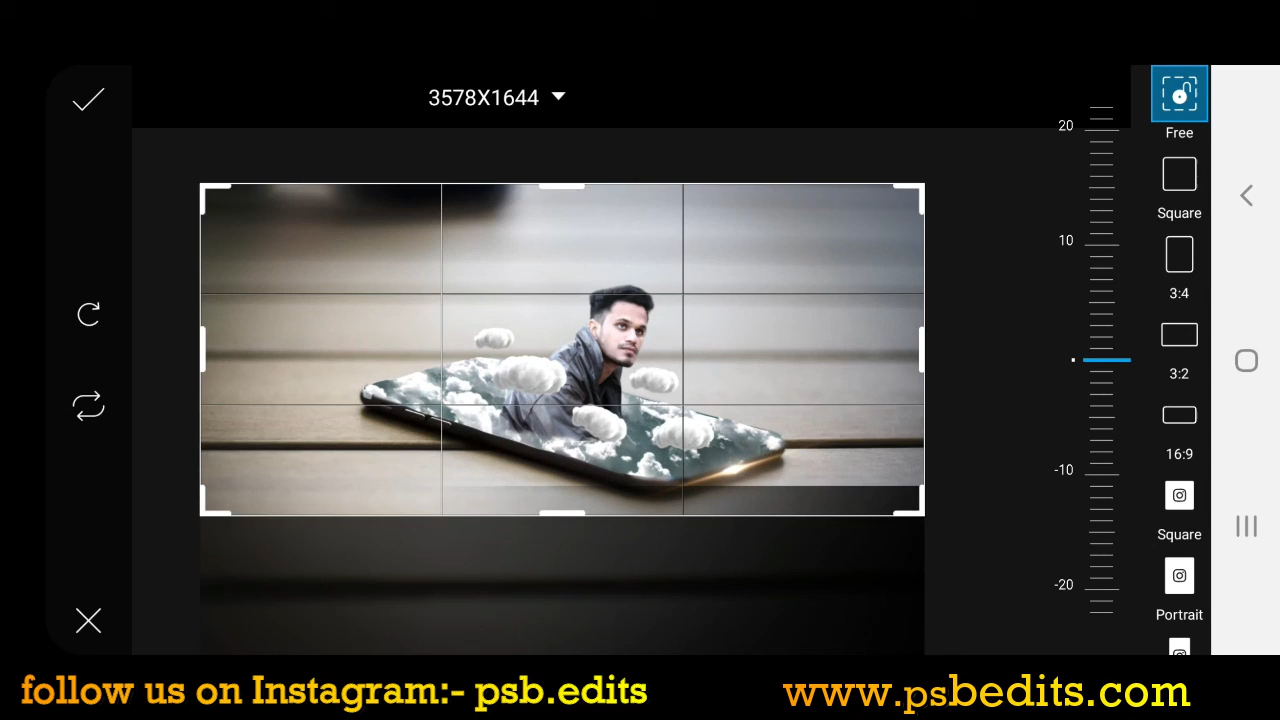 3578X1644
20
10
-10
-20
Free
Square
3:4
3:2
16:9
Square
Portrait
follow us on Instagram:- psb.edits
www.psbedits.com